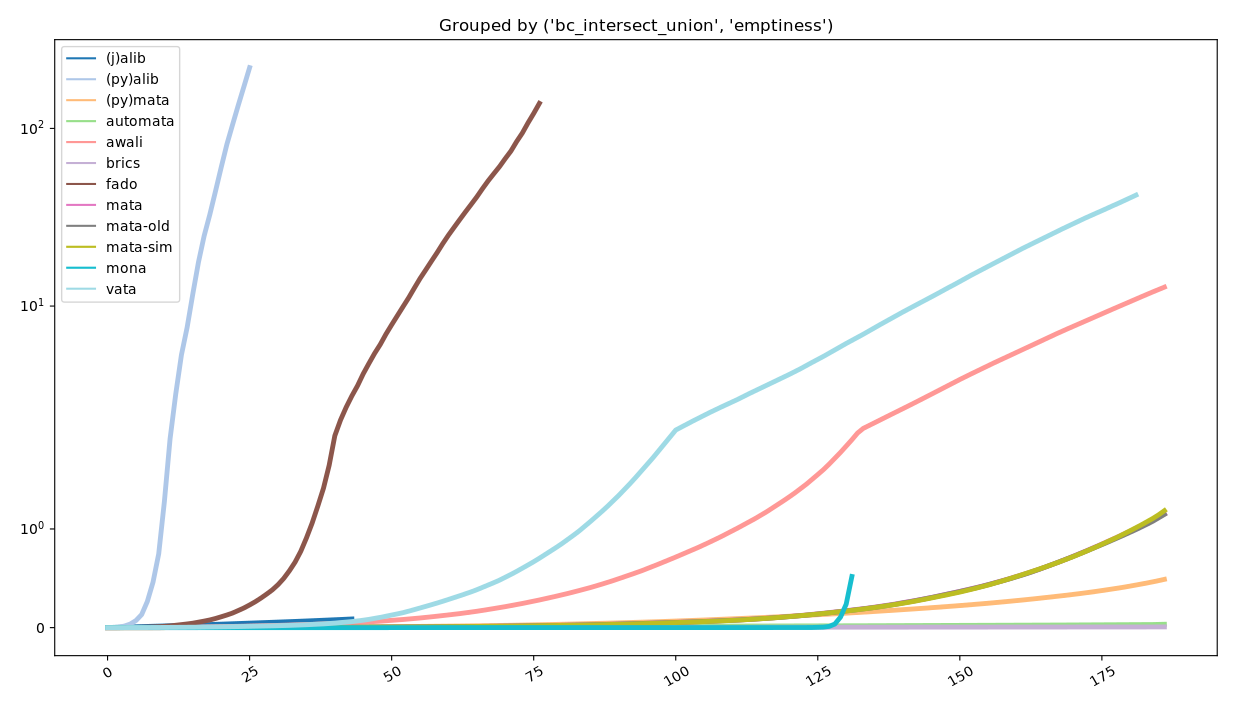 Grouped by ('bc_intersect_union', 'emptiness')
(j)alib
(py)alib
(py)mata
automata
awali
brics
fado
mata
mata-old
mata-sim
mona
vata
10²
10¹
10⁰
0
0
25
50
75
100
125
150
175